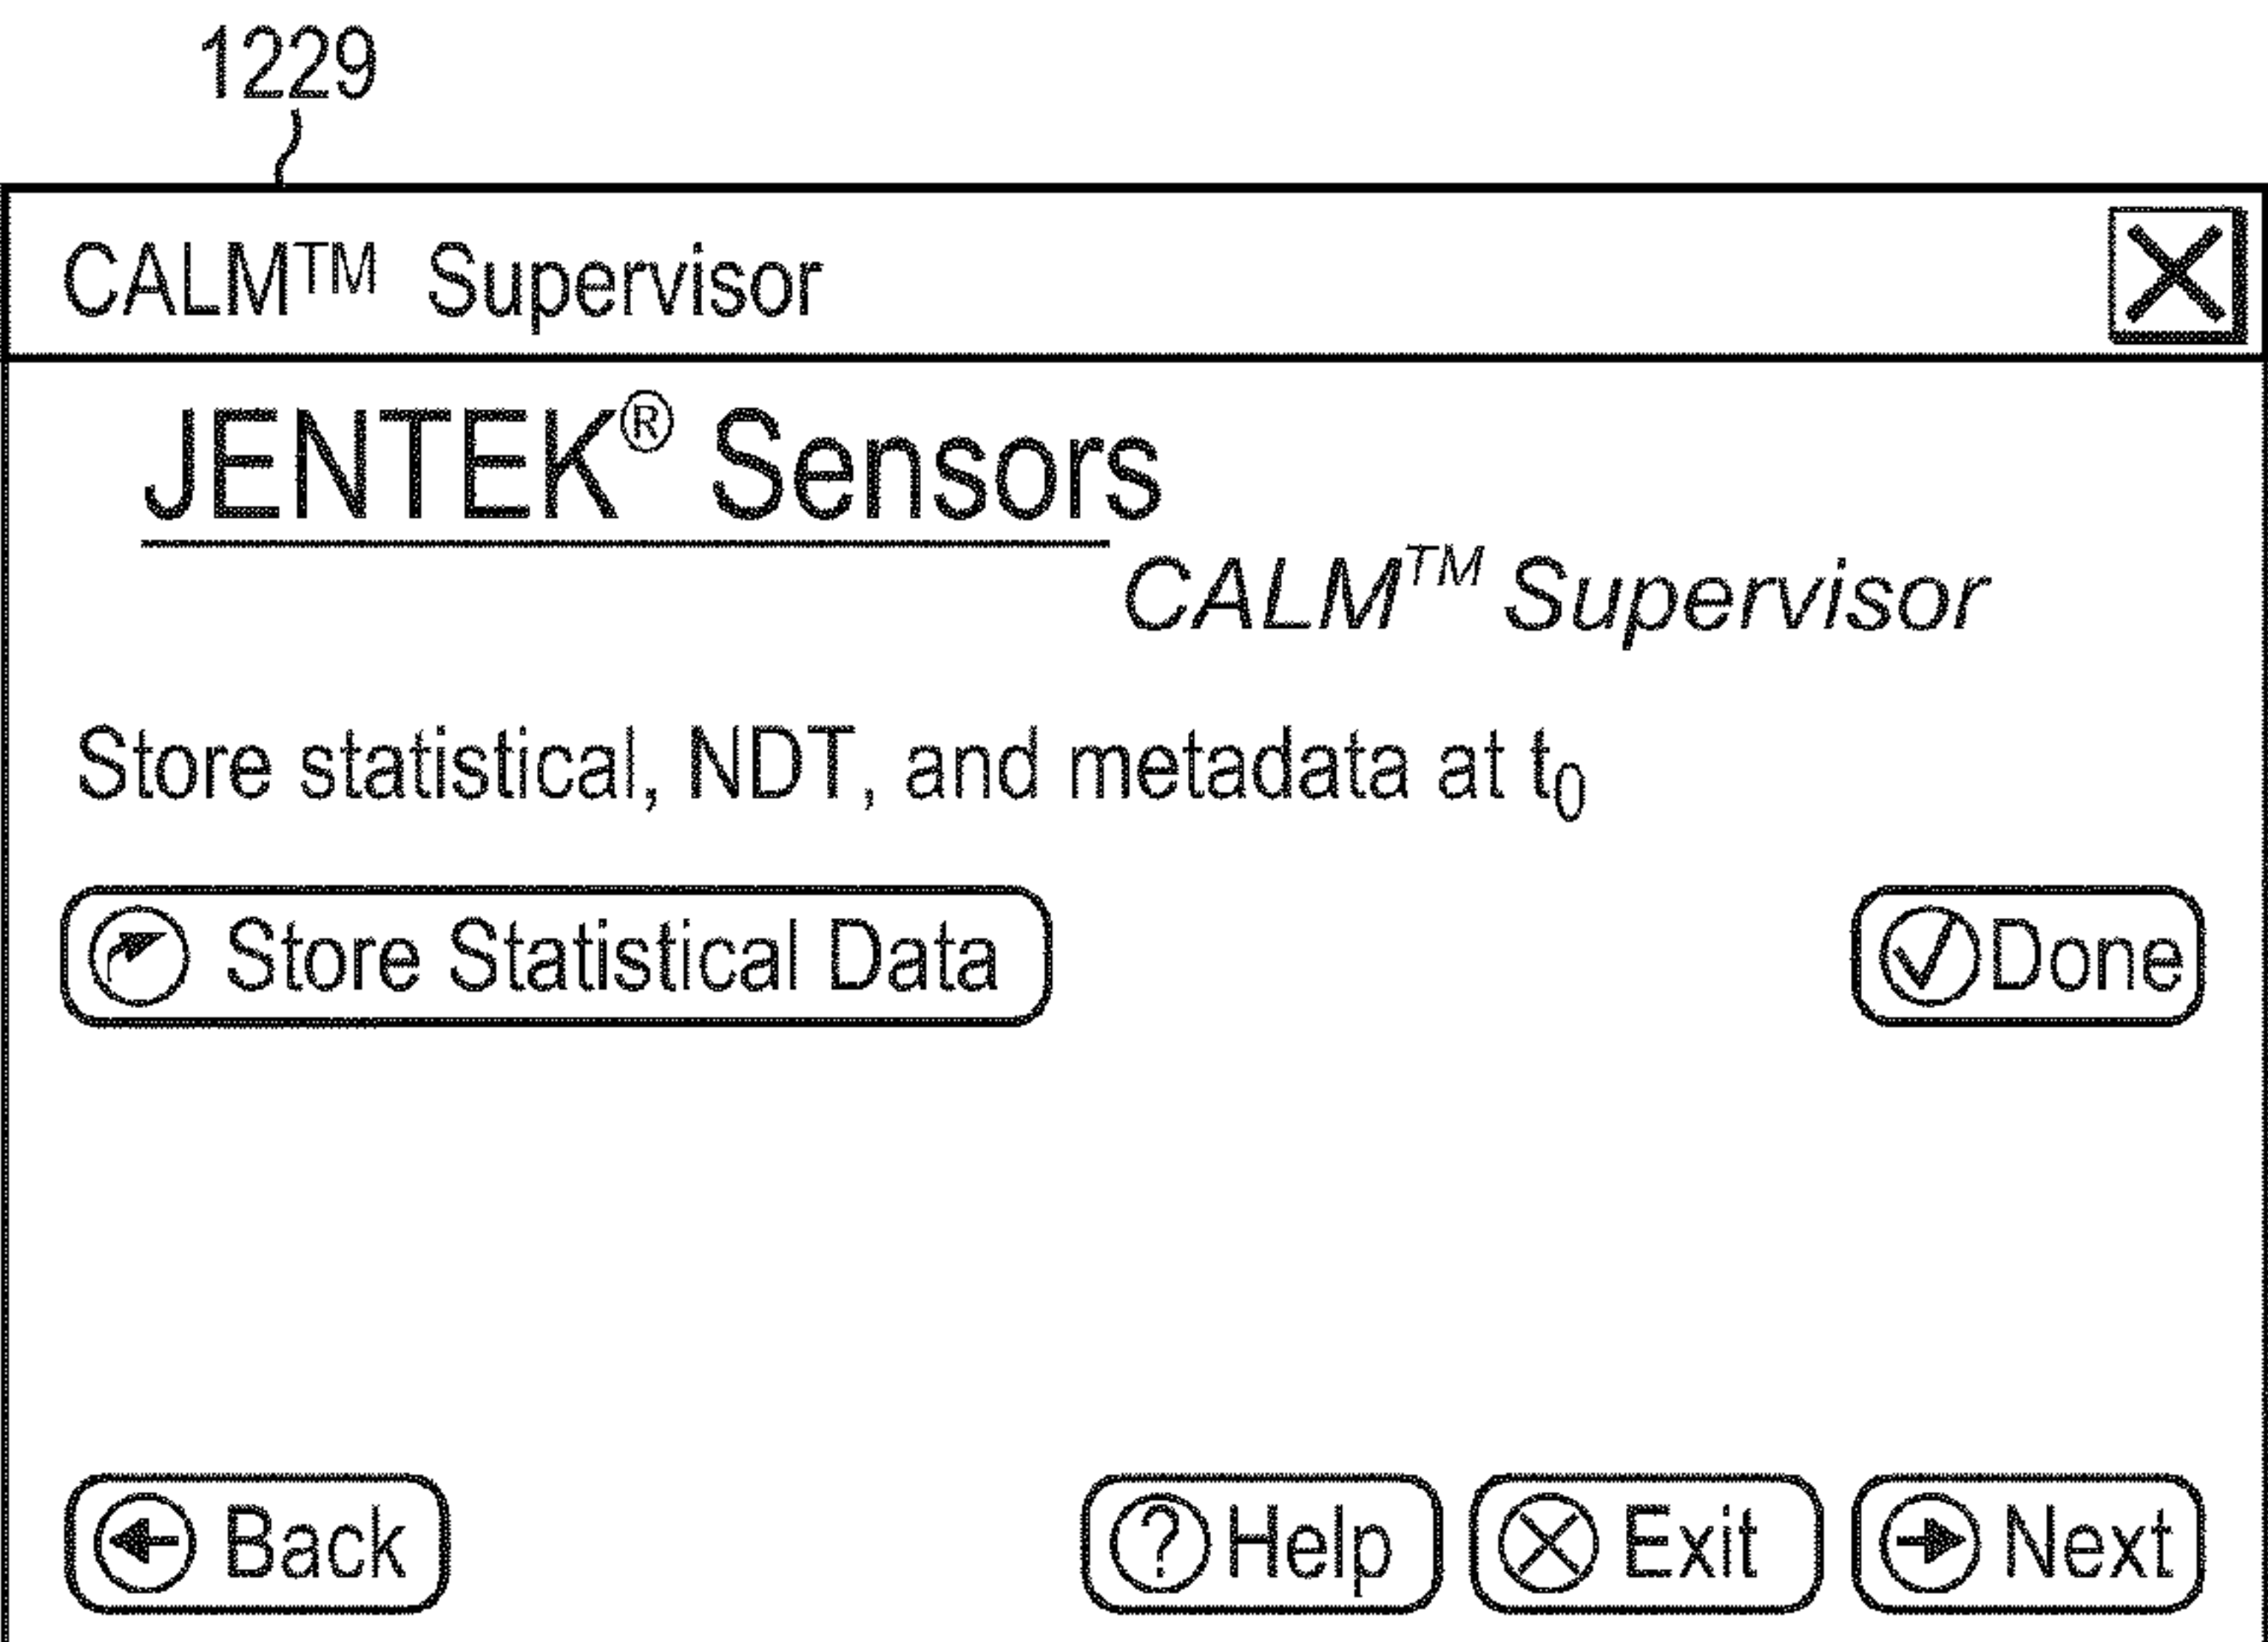 1229
CALM™ Supervisor
JENTEK® Sensors
CALM™ Supervisor
Store statistical, NDT, and metadata at t₀
Store Statistical Data Done
Back Help Exit Next